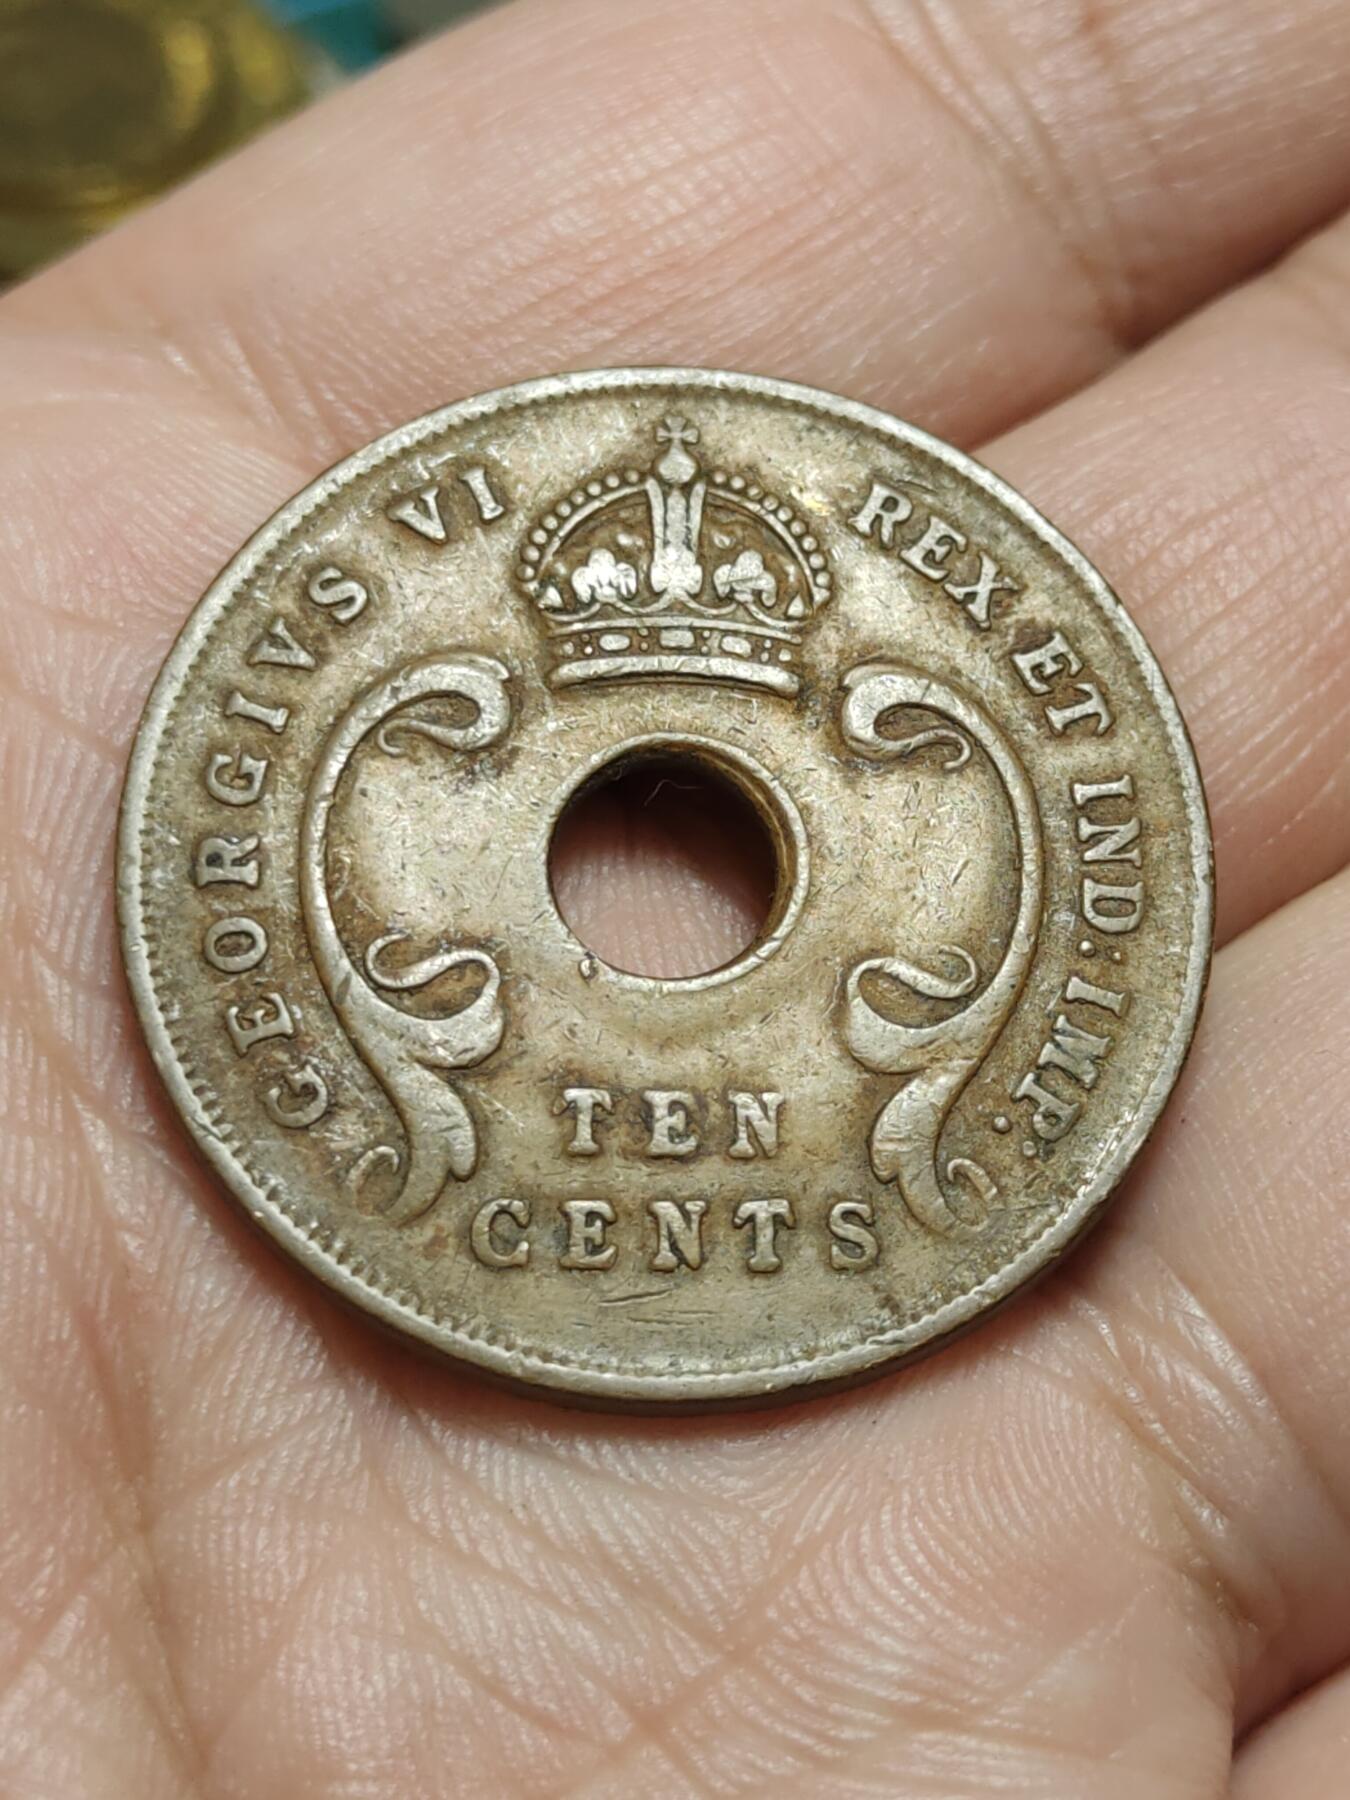 GEORGIVS VI REX ET IND: IMP:
TEN
CENTS